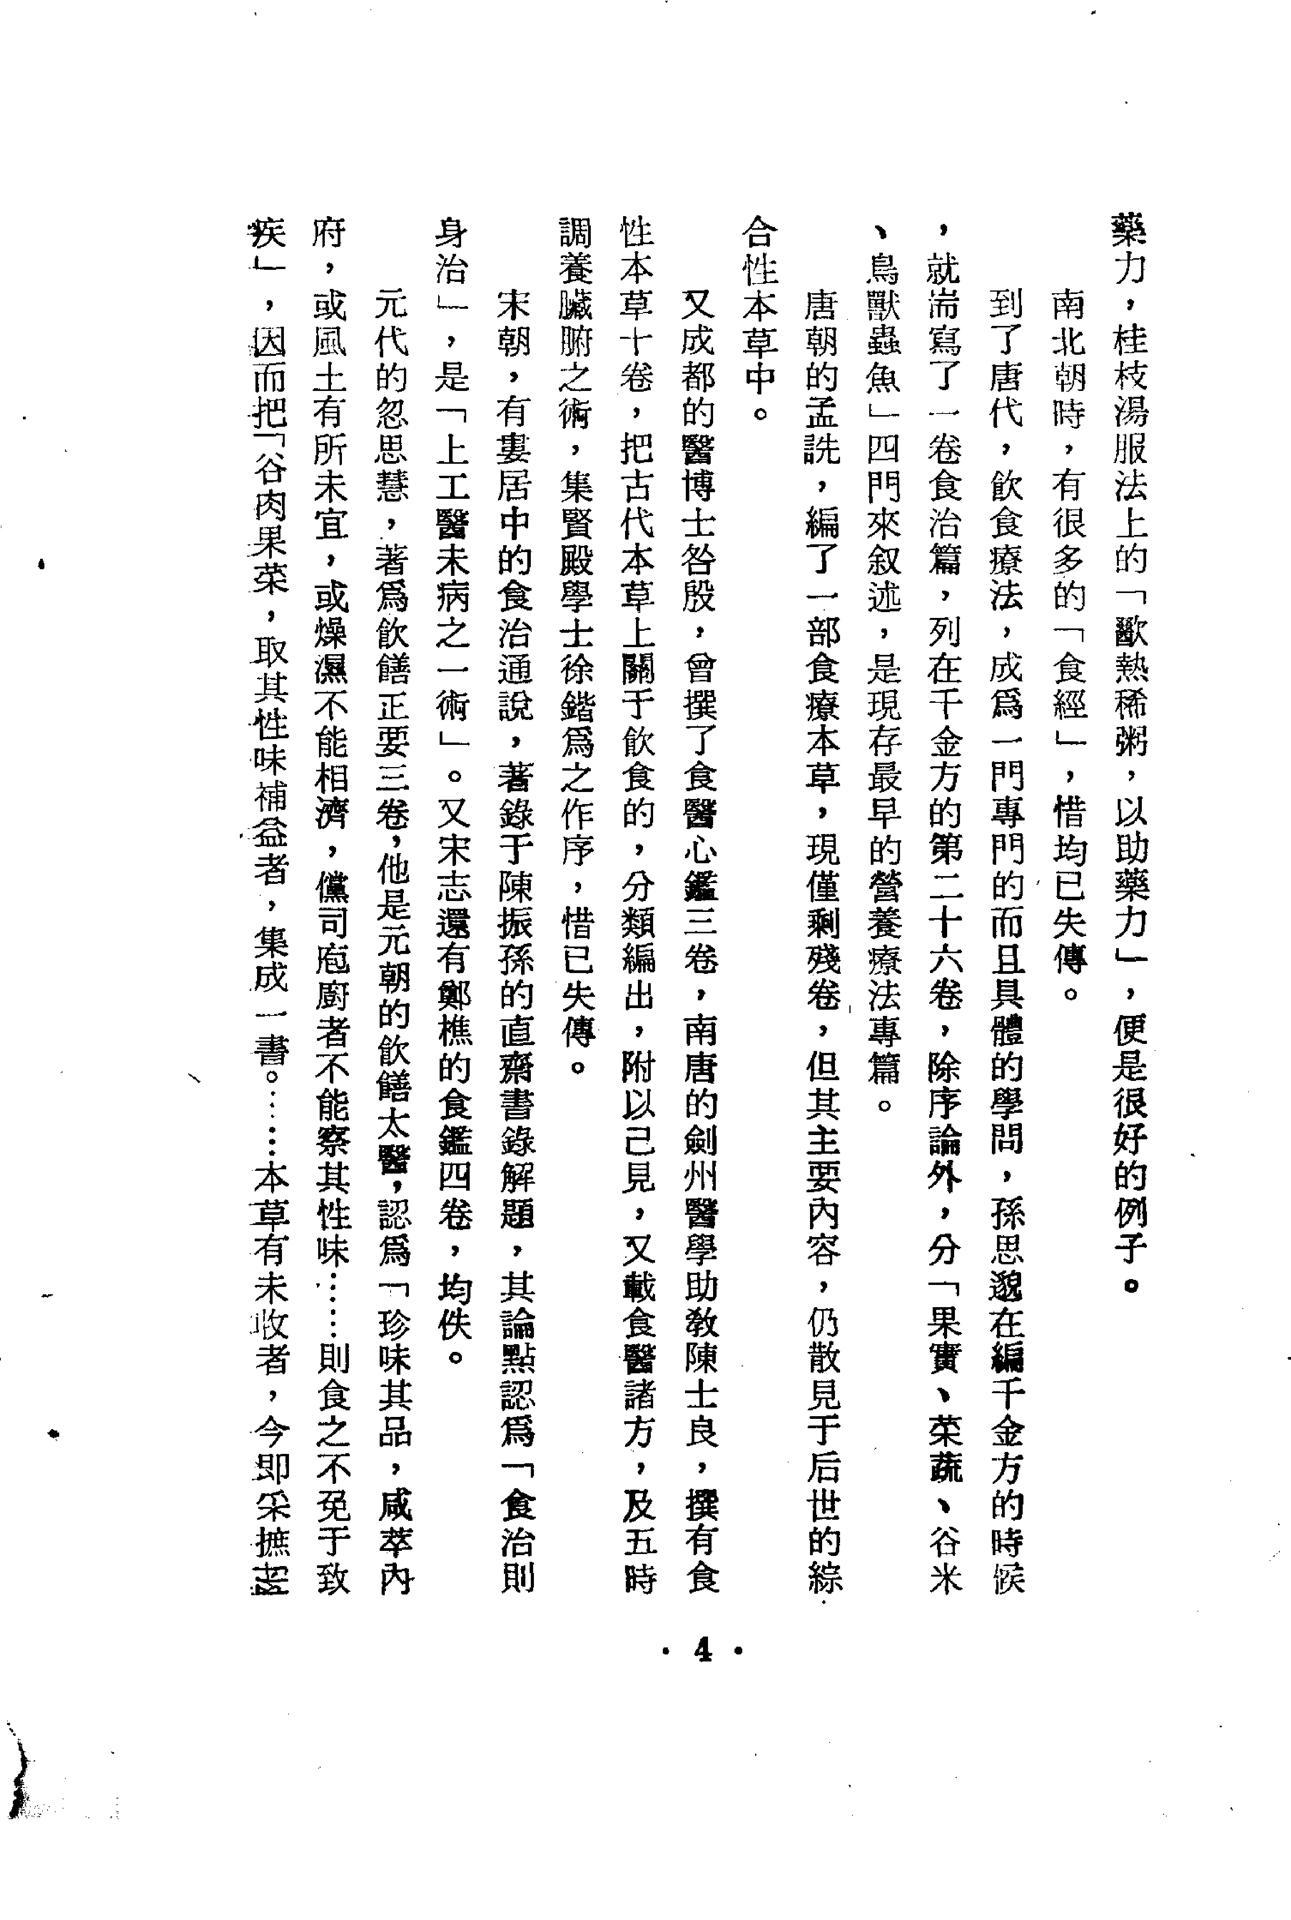 藥力，桂枝湯服法上的「歠熱稀粥，以助藥力」，便是很好的例子。
南北朝時，有很多的「食經」，惜均已失傳。
到了唐代，飲食療法，成爲一門專門的而且具體的學問，孫思邈在編千金方的時候
，就耑寫了一卷食治篇，列在千金方的第二十六卷，除序論外，分「果實、菜蔬、谷米
、鳥獸蟲魚」四門來叙述，是現存最早的營養療法專篇。
唐朝的孟詵，編了一部食療本草，現僅剩殘卷，但其主要內容，仍散見于后世的綜
合性本草中。
又成都的醫博士咎殷，曾撰了食醫心鑑三卷，南唐的劍州醫學助教陳士良，撰有食
性本草十卷，把古代本草上關于飲食的，分類編出，附以己見，又載食醫諸方，及五時
調養臟腑之術，集賢殿學士徐鍇爲之作序，惜已失傳。
宋朝，有婁居中的食治通說，著錄于陳振孫的直齋書錄解題，其論點認爲「食治則
身治」，是「上工醫未病之一術」。又宋志還有鄭樵的食鑑四卷，均佚。
元代的忽思慧，著爲飲饍正要三卷，他是元朝的飲饍太醫，認爲「珍味其品，咸萃內
府，或風土有所未宜，或燥濕不能相濟，儻司庖廚者不能察其性味……則食之不免于致
疾」，因而把「谷肉果菜，取其性味補益者，集成一書。……本草有未收者，今即采摭
· 4 ·